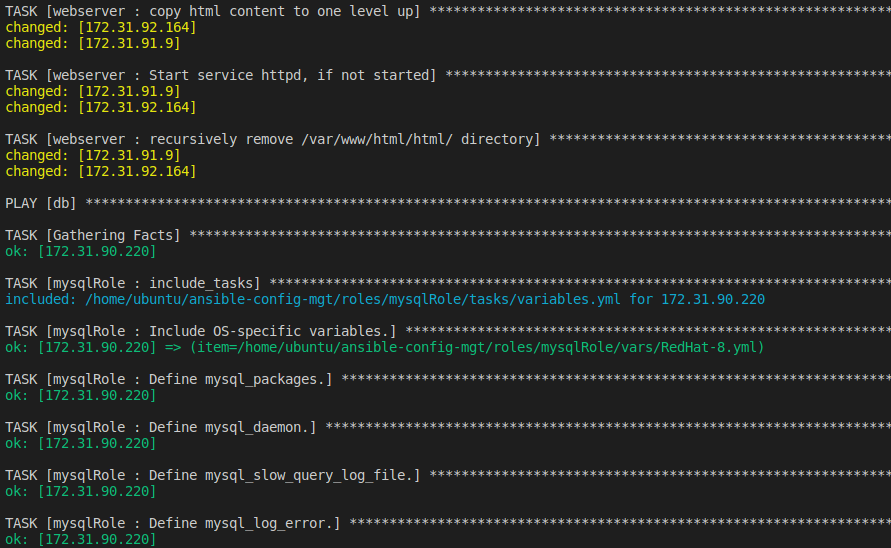 TASK [webserver : copy html content to one level up] **********************************************************
changed: [172.31.92.164]
changed: [172.31.91.9]
TASK [webserver : Start service httpd, if not started] ********************************************************
changed: [172.31.91.9]
changed: [172.31.92.164]
TASK [webserver : recursively remove /var/www/html/html/ directory] *******************************************
changed: [172.31.91.9]
changed: [172.31.92.164]
PLAY [db] *****************************************************************************************************
TASK [Gathering Facts] ****************************************************************************************
ok: [172.31.90.220]
TASK [mysqlRole : include_tasks] ******************************************************************************
included: /home/ubuntu/ansible-config-mgt/roles/mysqlRole/tasks/variables.yml for 172.31.90.220
TASK [mysqlRole : Include OS-specific variables.] *************************************************************
ok: [172.31.90.220] => (item=/home/ubuntu/ansible-config-mgt/roles/mysqlRole/vars/RedHat-8.yml)
TASK [mysqlRole : Define mysql_packages.] *********************************************************************
ok: [172.31.90.220]
TASK [mysqlRole : Define mysql_daemon.] ***********************************************************************
ok: [172.31.90.220]
TASK [mysqlRole : Define mysql_slow_query_log_file.] **********************************************************
ok: [172.31.90.220]
TASK [mysqlRole : Define mysql_log_error.] ********************************************************************
ok: [172.31.90.220]